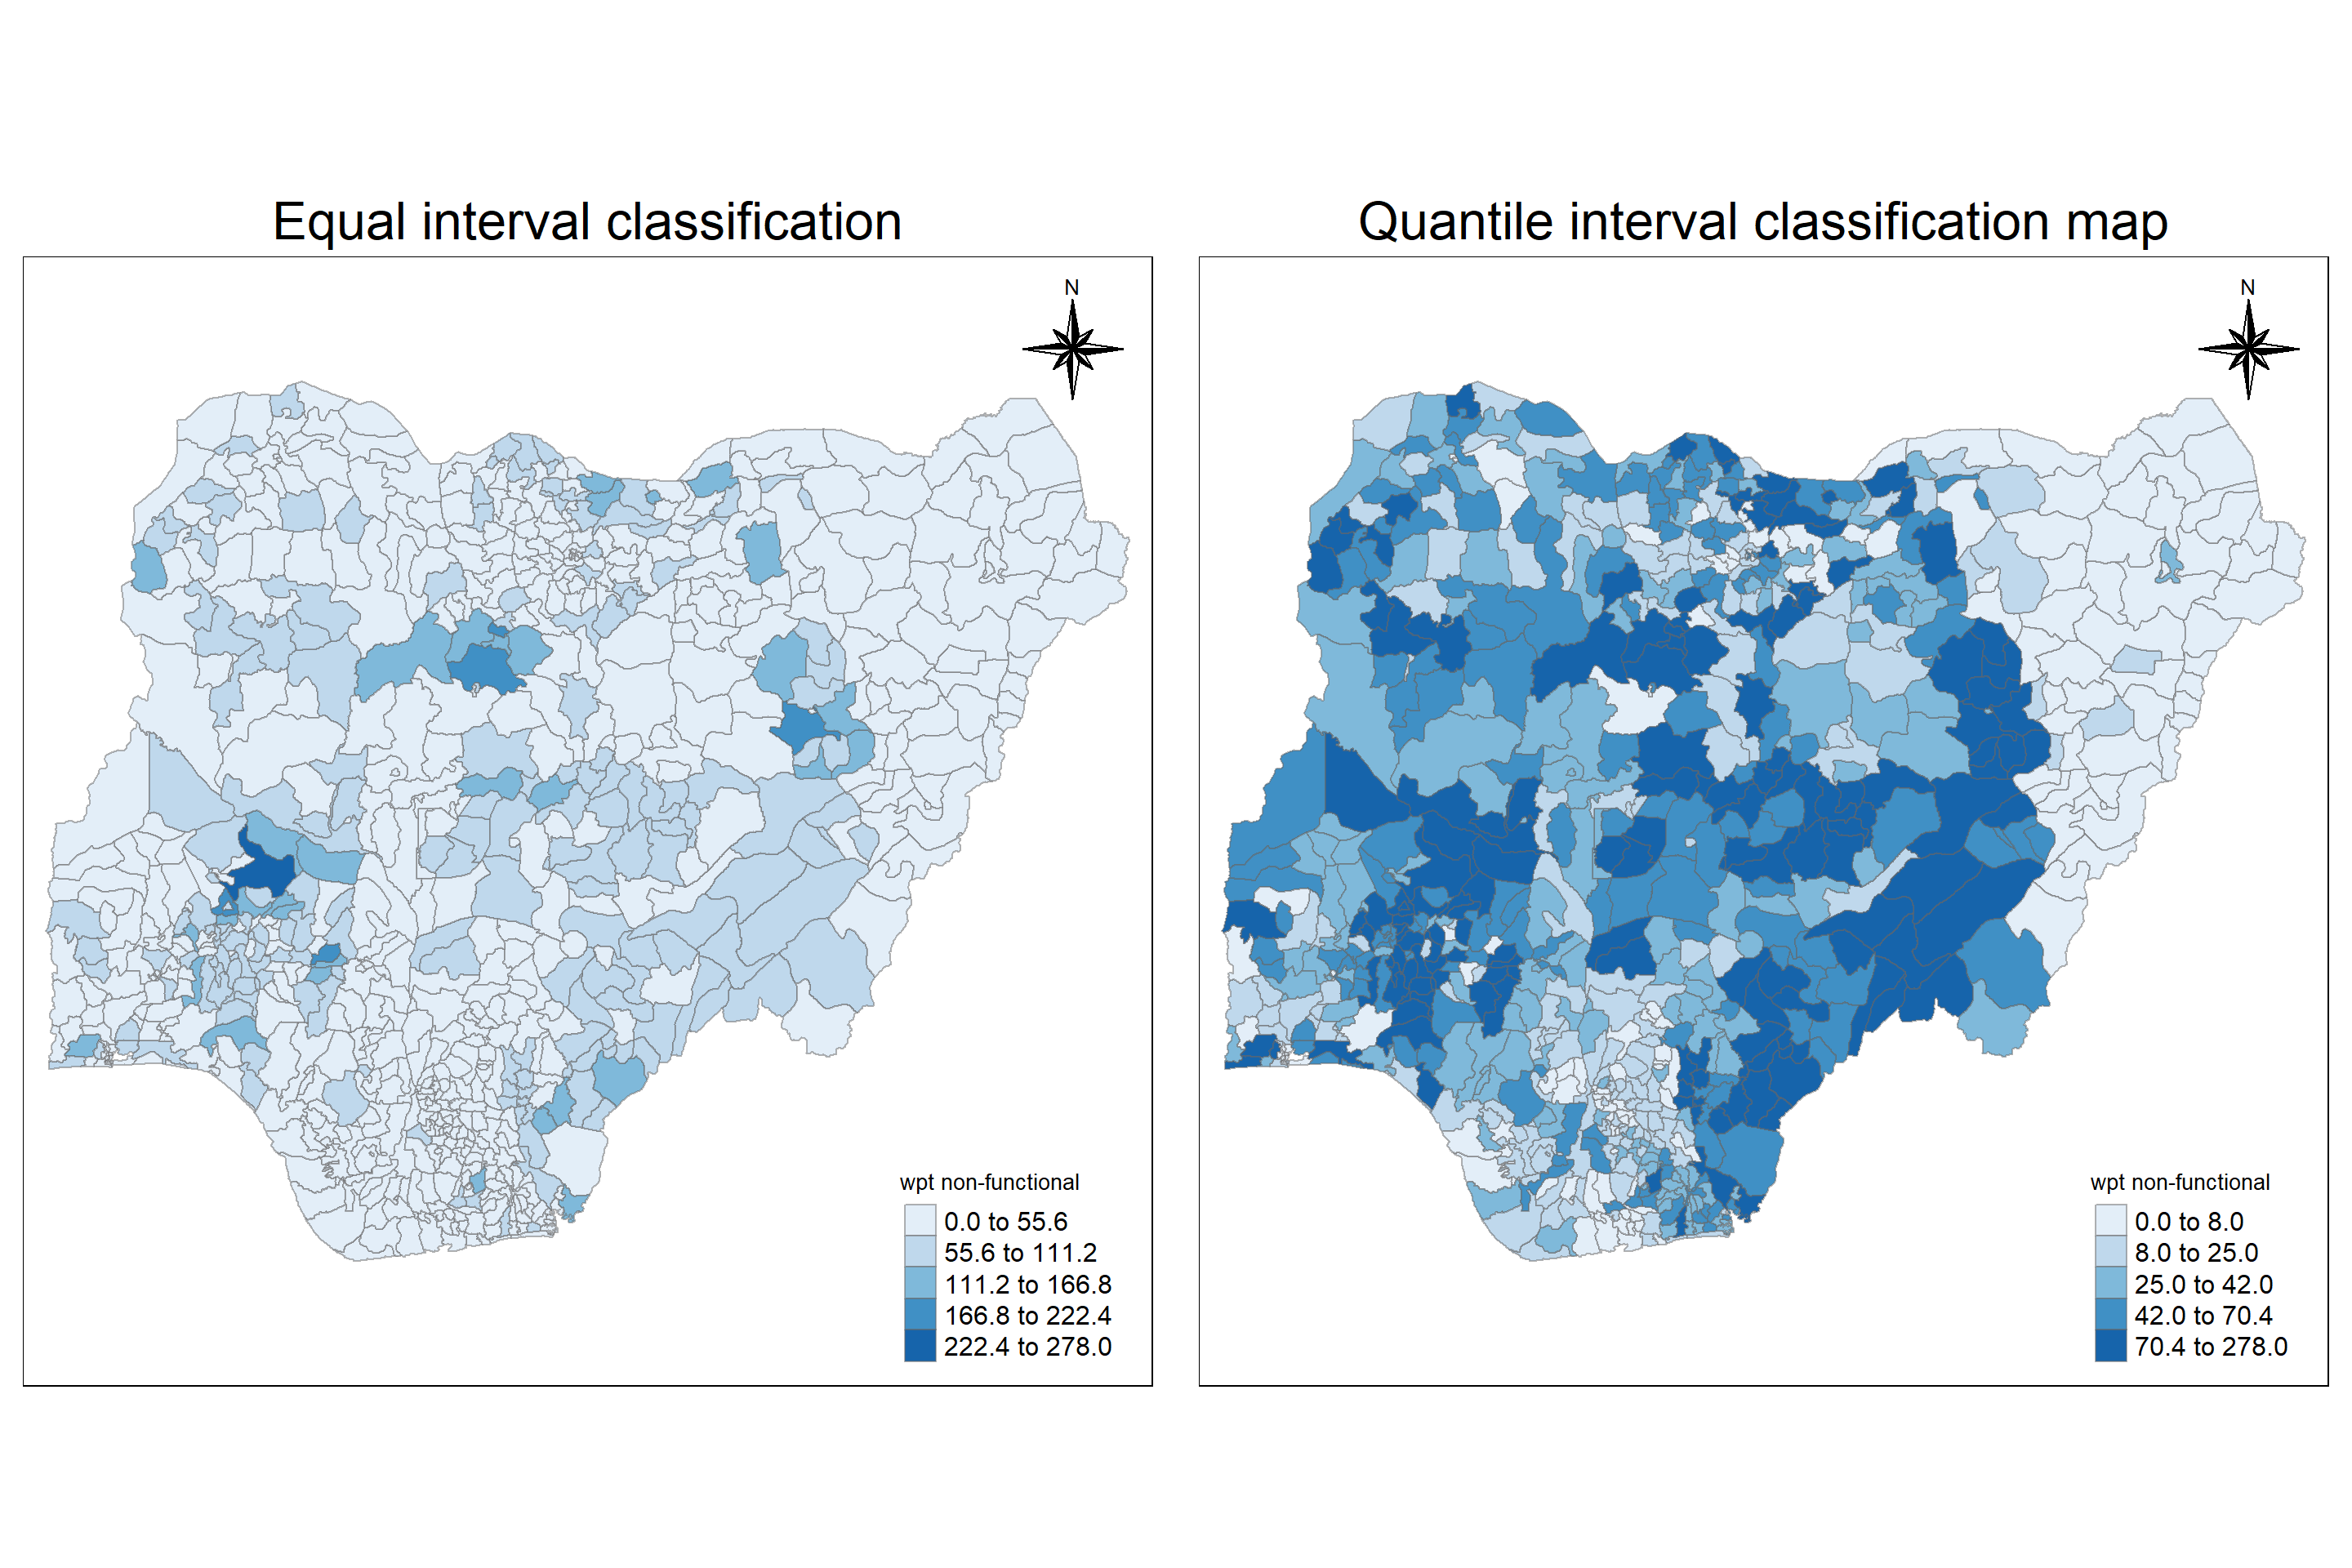 Equal interval classification
N
wpt non-functional
0.0 to 55.6
55.6 to 111.2
111.2 to 166.8
166.8 to 222.4
222.4 to 278.0
Quantile interval classification map
N
wpt non-functional
0.0 to 8.0
8.0 to 25.0
25.0 to 42.0
42.0 to 70.4
70.4 to 278.0